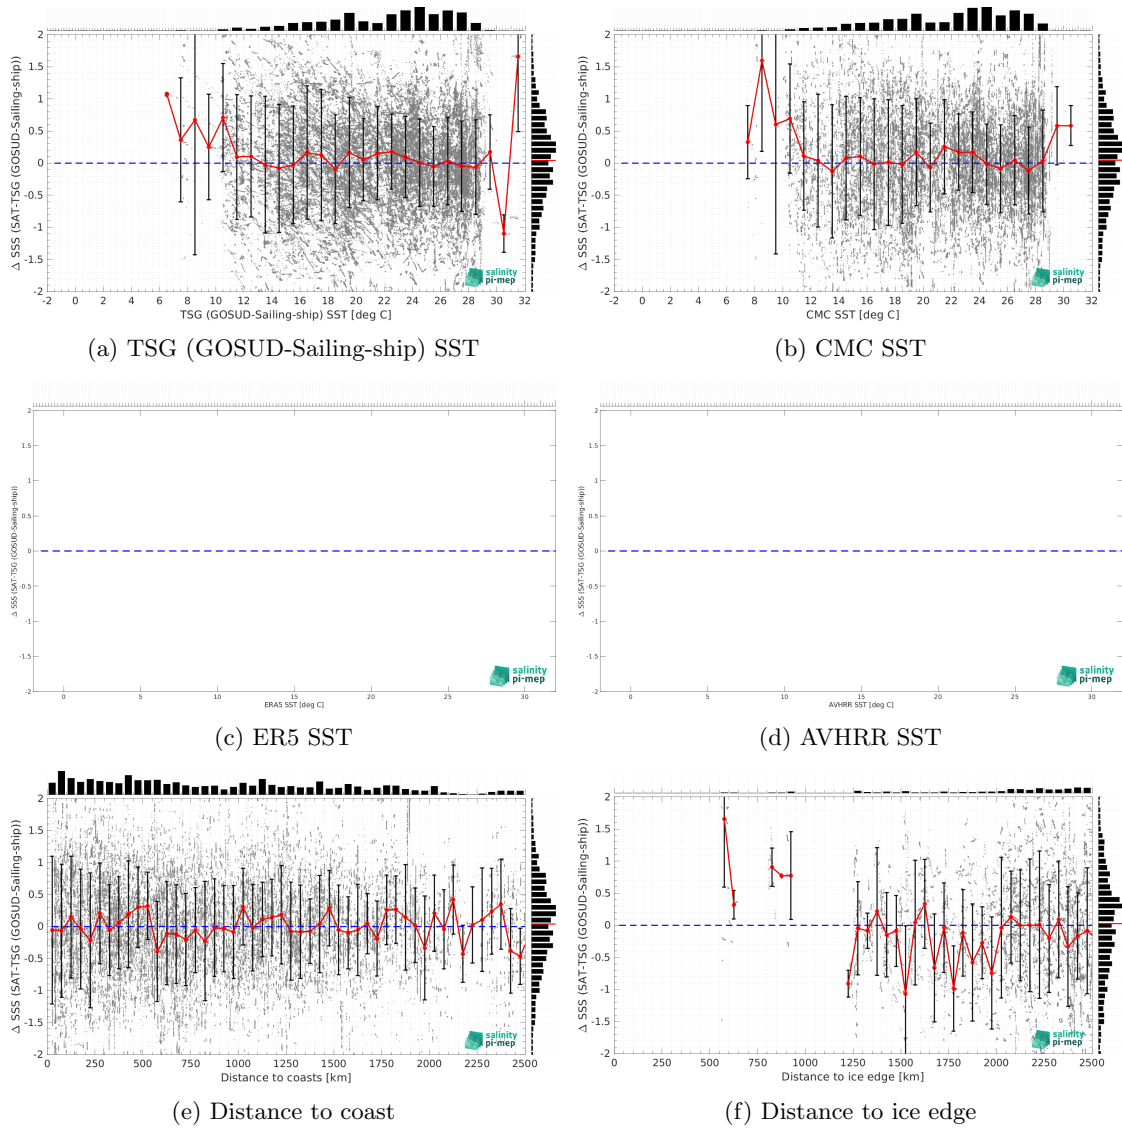 Δ SSS (SAT-TSG (GOSUD-Sailing-ship))
2
1.5
1
0.5
0
-0.5
-1
-1.5
-2
-2 0 2 4 6 8 10 12 14 16 18 20 22 24 26 28 30 32
TSG (GOSUD-Sailing-ship) SST [deg C]
salinity
pi-mep
(a) TSG (GOSUD-Sailing-ship) SST
Δ SSS (SAT-TSG (GOSUD-Sailing-ship))
2
1.5
1
0.5
0
-0.5
-1
-1.5
-2
-2 0 2 4 6 8 10 12 14 16 18 20 22 24 26 28 30 32
CMC SST [deg C]
salinity
pi-mep
(b) CMC SST
Δ SSS (SAT-TSG (GOSUD-Sailing-ship))
2
1.5
1
0.5
0
-0.5
-1
-1.5
-2
0 5 10 15 20 25 30
ERA5 SST [deg C]
salinity
pi-mep
(c) ER5 SST
Δ SSS (SAT-TSG (GOSUD-Sailing-ship))
2
1.5
1
0.5
0
-0.5
-1
-1.5
-2
0 5 10 15 20 25 30
AVHRR SST [deg C]
salinity
pi-mep
(d) AVHRR SST
Δ SSS (SAT-TSG (GOSUD-Sailing-ship))
2
1.5
1
0.5
0
-0.5
-1
-1.5
-2
0 250 500 750 1000 1250 1500 1750 2000 2250 2500
Distance to coasts [km]
salinity
pi-mep
(e) Distance to coast
Δ SSS (SAT-TSG (GOSUD-Sailing-ship))
2
1.5
1
0.5
0
-0.5
-1
-1.5
-2
0 500 1000 1500 2000 2500
Distance to ice edge [km]
salinity
pi-mep
(f) Distance to ice edge